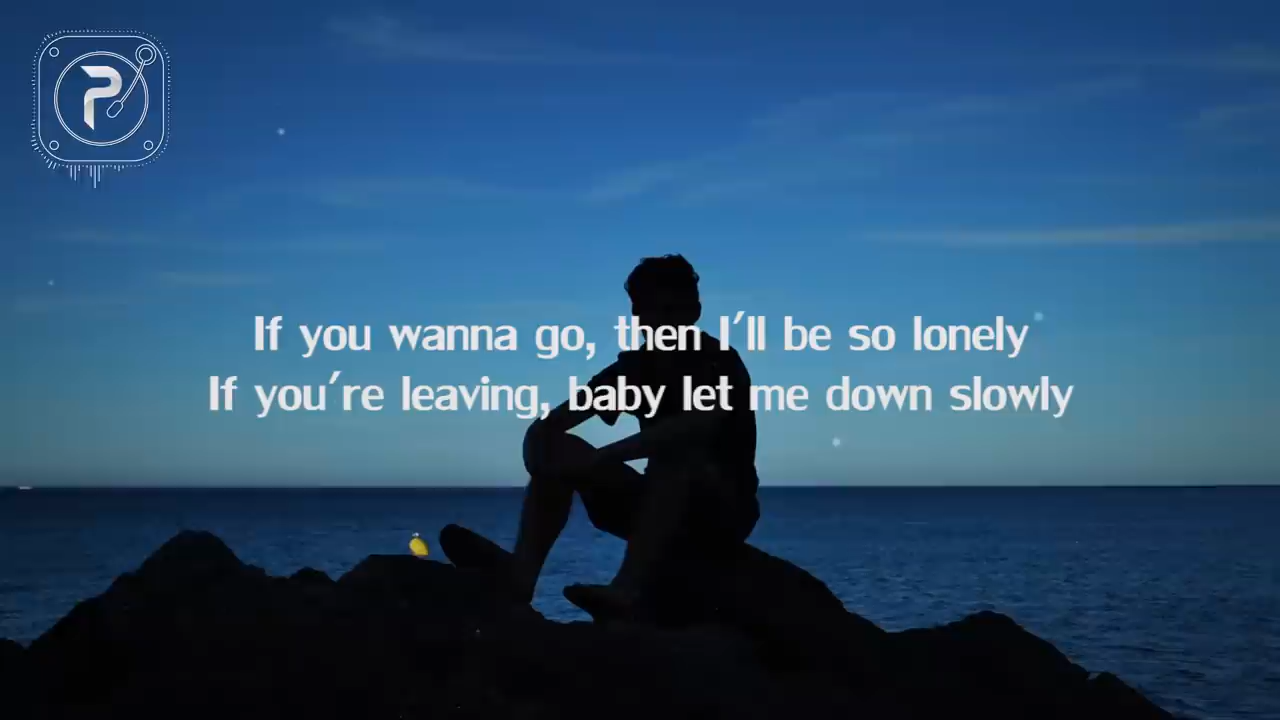 P
If you wanna go, then I'll be so lonely
If you're leaving, baby let me down slowly